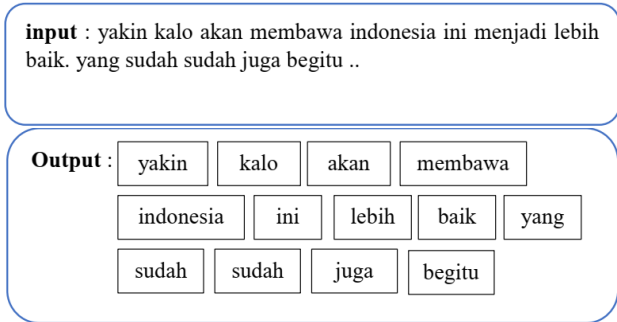 input : yakin kalo akan membawa indonesia ini menjadi lebih
baik. yang sudah sudah juga begitu ..
Output : yakin kalo akan membawa
indonesia ini lebih baik yang
sudah sudah juga begitu